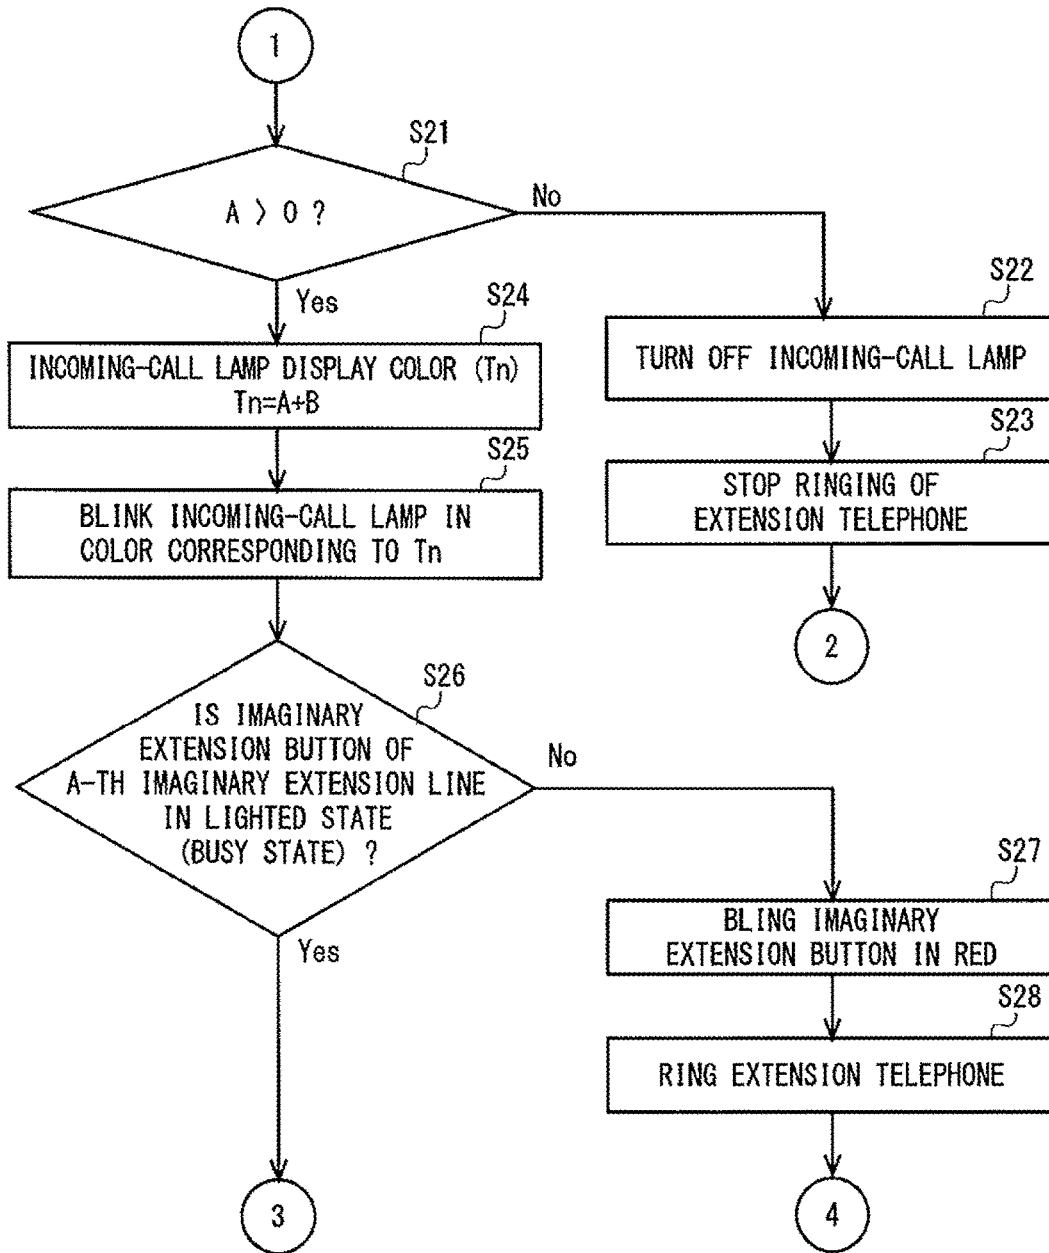 1
S21
A > 0 ?
No
Yes
S22
TURN OFF INCOMING-CALL LAMP
S23
STOP RINGING OF
EXTENSION TELEPHONE
2
S24
INCOMING-CALL LAMP DISPLAY COLOR (Tn)
Tn=A+B
S25
BLINK INCOMING-CALL LAMP IN
COLOR CORRESPONDING TO Tn
S26
IS IMAGINARY
EXTENSION BUTTON OF
A-TH IMAGINARY EXTENSION LINE
IN LIGHTED STATE
(BUSY STATE) ?
No
Yes
S27
BLING IMAGINARY
EXTENSION BUTTON IN RED
S28
RING EXTENSION TELEPHONE
3
4